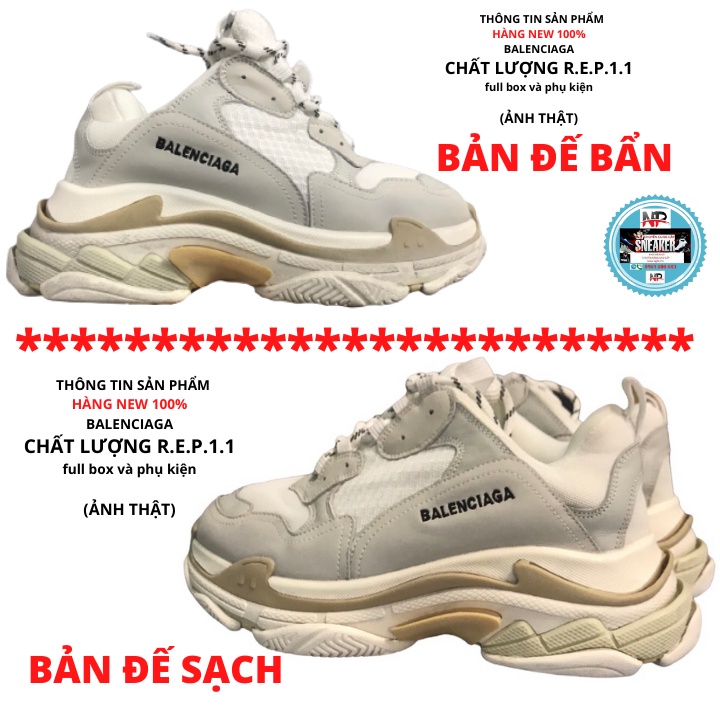 THÔNG TIN SẢN PHẨM
HÀNG NEW 100%
BALENCIAGA
CHẤT LƯỢNG R.E.P.1.1
full box và phụ kiện
(ẢNH THẬT)
BẢN ĐẾ BẨN
BALENCIAGA
NP
SNEAKER
NP
**************************
THÔNG TIN SẢN PHẨM
HÀNG NEW 100%
BALENCIAGA
CHẤT LƯỢNG R.E.P.1.1
full box và phụ kiện
(ẢNH THẬT)
BALENCIAGA
BẢN ĐẾ SẠCH